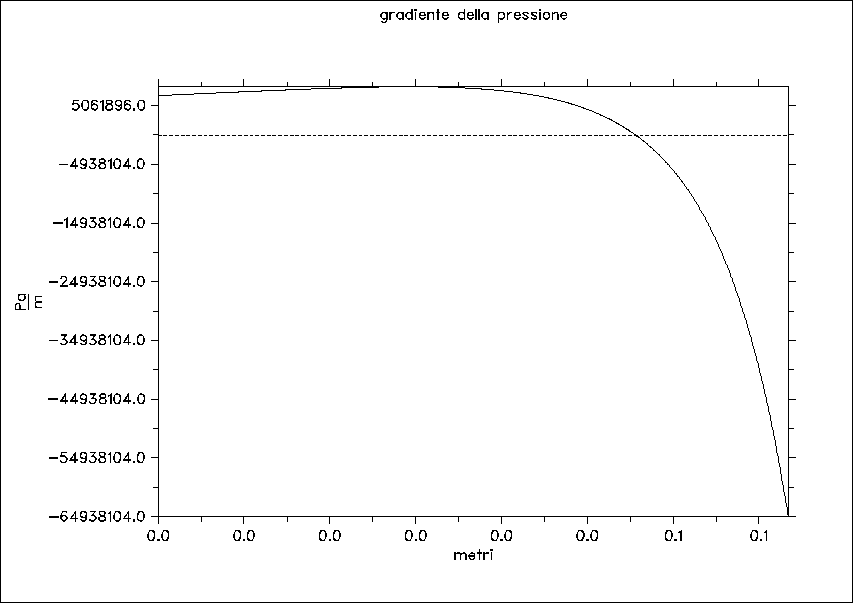 gradiente della pressione
5061896.0
-4938104.0
-14938104.0
-24938104.0
-34938104.0
-44938104.0
-54938104.0
-64938104.0
Pa
m
0.0 0.0 0.0 0.0 0.0 0.0 0.1 0.1
metri